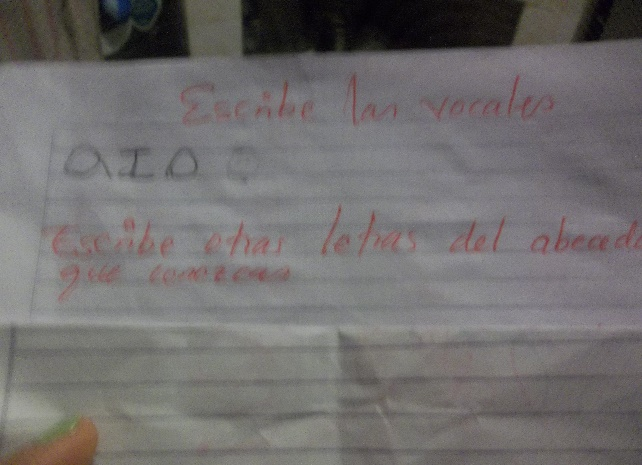 Escribe las vocales
a I O
Escribe otras letras del abeceda
que conozcas